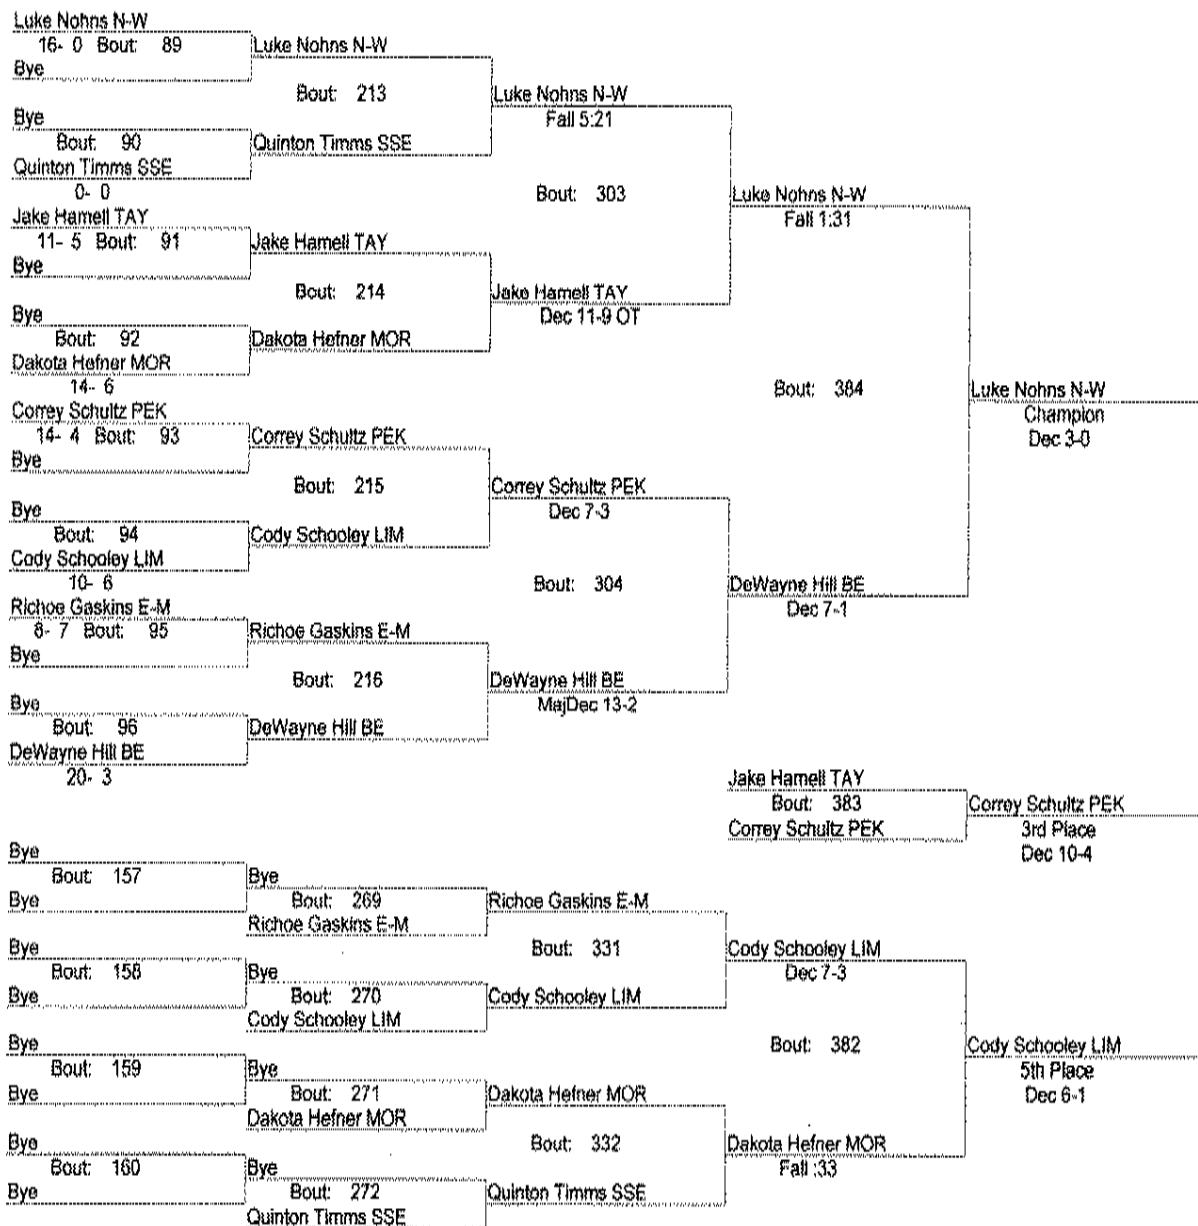 Luke Nohns N-W
16- 0 Bout: 89
Bye
Luke Nohns N-W
Bout: 213
Bye
Bout: 90
Quinton Timms SSE
0- 0
Quinton Timms SSE
Luke Nohns N-W
Fall 5:21
Bout: 303
Jake Hamell TAY
11- 5 Bout: 91
Bye
Jake Hamell TAY
Bout: 214
Bye
Bout: 92
Dakota Hefner MOR
14- 6
Dakota Hefner MOR
Jake Hamell TAY
Dec 11-9 OT
Luke Nohns N-W
Fall 1:31
Bout: 384
Correy Schultz PEK
14- 4 Bout: 93
Bye
Correy Schultz PEK
Bout: 215
Bye
Bout: 94
Cody Schooley LIM
10- 6
Cody Schooley LIM
Correy Schultz PEK
Dec 7-3
Bout: 304
Richoe Gaskins E-M
8- 7 Bout: 95
Bye
Richoe Gaskins E-M
Bout: 216
Bye
Bout: 96
DeWayne Hill BE
20- 3
DeWayne Hill BE
DeWayne Hill BE
MajDec 13-2
DeWayne Hill BE
Dec 7-1
Luke Nohns N-W
Champion
Dec 3-0
Jake Hamell TAY
Bout: 383
Correy Schultz PEK
Correy Schultz PEK
3rd Place
Dec 10-4
Bye
Bout: 157
Bye
Bye
Bout: 269
Richoe Gaskins E-M
Richoe Gaskins E-M
Bout: 331
Bye
Bout: 158
Bye
Bye
Bout: 270
Cody Schooley LIM
Cody Schooley LIM
Cody Schooley LIM
Dec 7-3
Bout: 382
Bye
Bout: 159
Bye
Bye
Bout: 271
Dakota Hefner MOR
Dakota Hefner MOR
Bout: 332
Bye
Bout: 160
Bye
Bye
Bout: 272
Quinton Timms SSE
Quinton Timms SSE
Dakota Hefner MOR
Fall :33
Cody Schooley LIM
5th Place
Dec 6-1